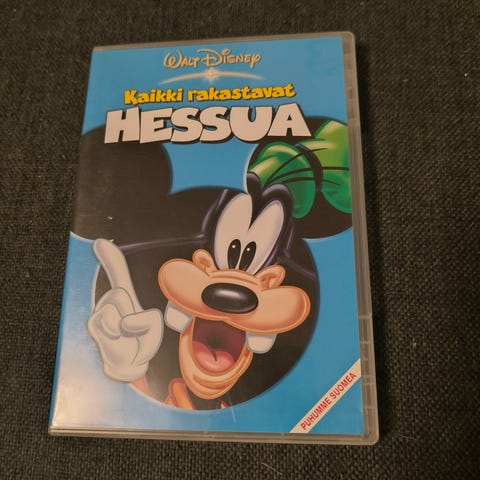 WALT DISNEY
Kaikki rakastavat
HESSUA
PUHUMME SUOMEA